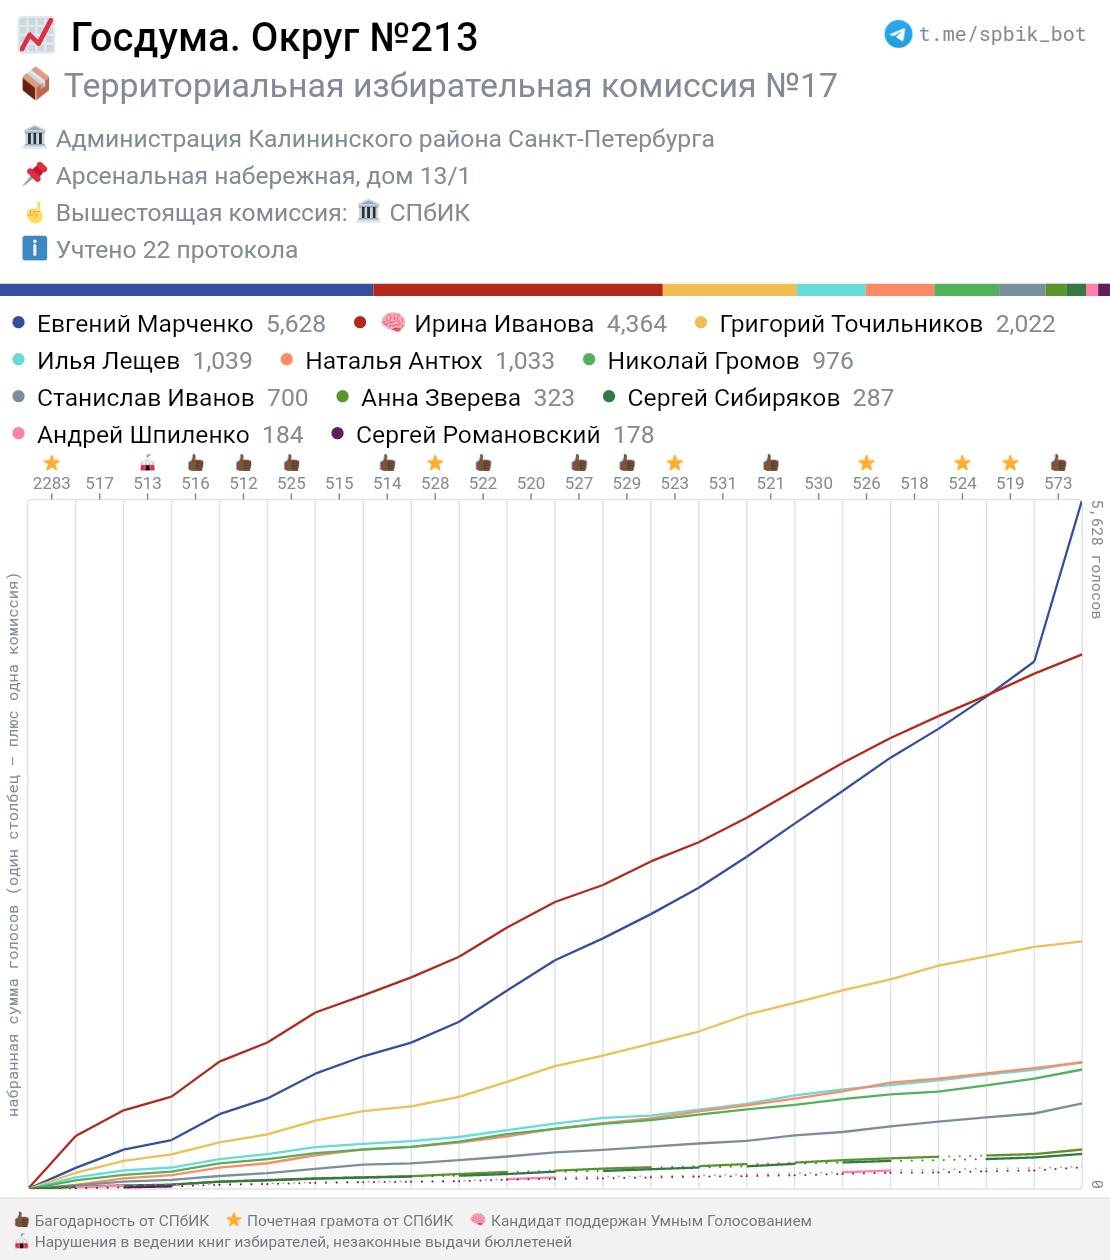 Госдума. Округ №213
t.me/spbik_bot
Территориальная избирательная комиссия №17
Администрация Калининского района Санкт-Петербурга
Арсенальная набережная, дом 13/1
Вышестоящая комиссия: СПбИК
Учтено 22 протокола
Евгений Марченко 5,628 Ирина Иванова 4,364 Григорий Точильников 2,022
Илья Лещев 1,039 Наталья Антюх 1,033 Николай Громов 976
Станислав Иванов 700 Анна Зверева 323 Сергей Сибиряков 287
Андрей Шпиленко 184 Сергей Романовский 178
2283 517 513 516 512 525 515 514 528 522 520 527 529 523 531 521 530 526 518 524 519 573
набранная сумма голосов (один столбец — плюс одна комиссия)
5,628 голосов
0
Багодарность от СПбИК Почетная грамота от СПбИК Кандидат поддержан Умным Голосованием
Нарушения в ведении книг избирателей, незаконные выдачи бюллетеней